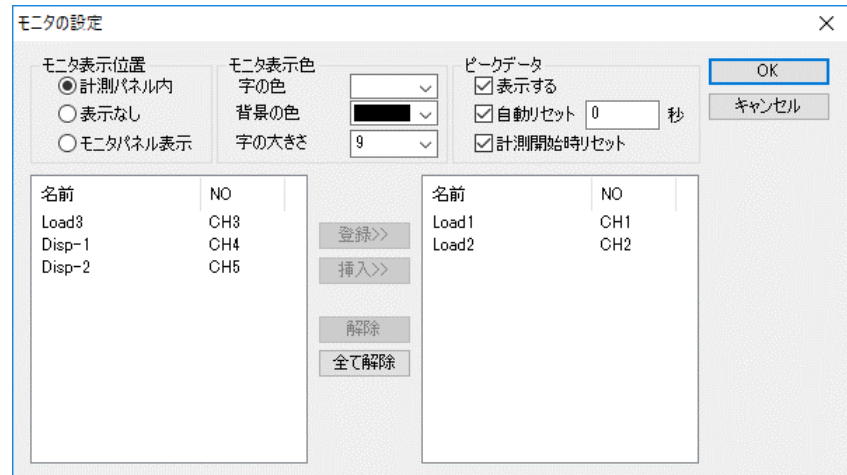 モニタの設定
モニタ表示位置
計測パネル内
表示なし
モニタパネル表示
モニタ表示色
字の色
背景の色
字の大きさ 9
ピークデータ
表示する
自動リセット 0 秒
計測開始時リセット
OK
キャンセル
名前 NO
Load3 CH3
Disp-1 CH4
Disp-2 CH5
登録>>
挿入>>
解除
全て解除
名前 NO
Load1 CH1
Load2 CH2